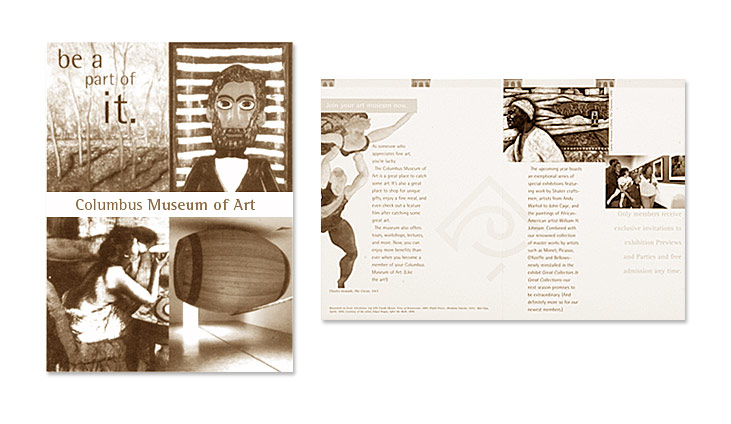 be a
part of
it.
Columbus Museum of Art
Join your art museum now.
As someone who
appreciates fine art,
you're lucky.
The Columbus Museum of
Art is a great place to catch
some art. It's also a great
place to shop for unique
gifts, enjoy a fine meal, and
even check out a feature
film after catching some
great art.
The museum also offers
tours, workshops, lectures,
and more. Now, you can
enjoy more benefits than
ever when you become a
member of your Columbus
Museum of Art. (Like
the art!)
The upcoming year boasts
an exceptional series of
special exhibitions featur-
ing work by Shaker crafts-
men, artists from Andy
Warhol to John Cage, and
the paintings of African-
American artist William H.
Johnson. Combined with
our renowned collection
of master works by artists
such as Monet, Picasso,
O'Keeffe and Bellows-
newly reinstalled in the
exhibit Great Collectors &
Great Collections our
next season promises to
be extraordinary. (And
definitely more so for our
newest members.)
Only members receive
exclusive invitations to
exhibition Previews
and Parties and free
admission any time.